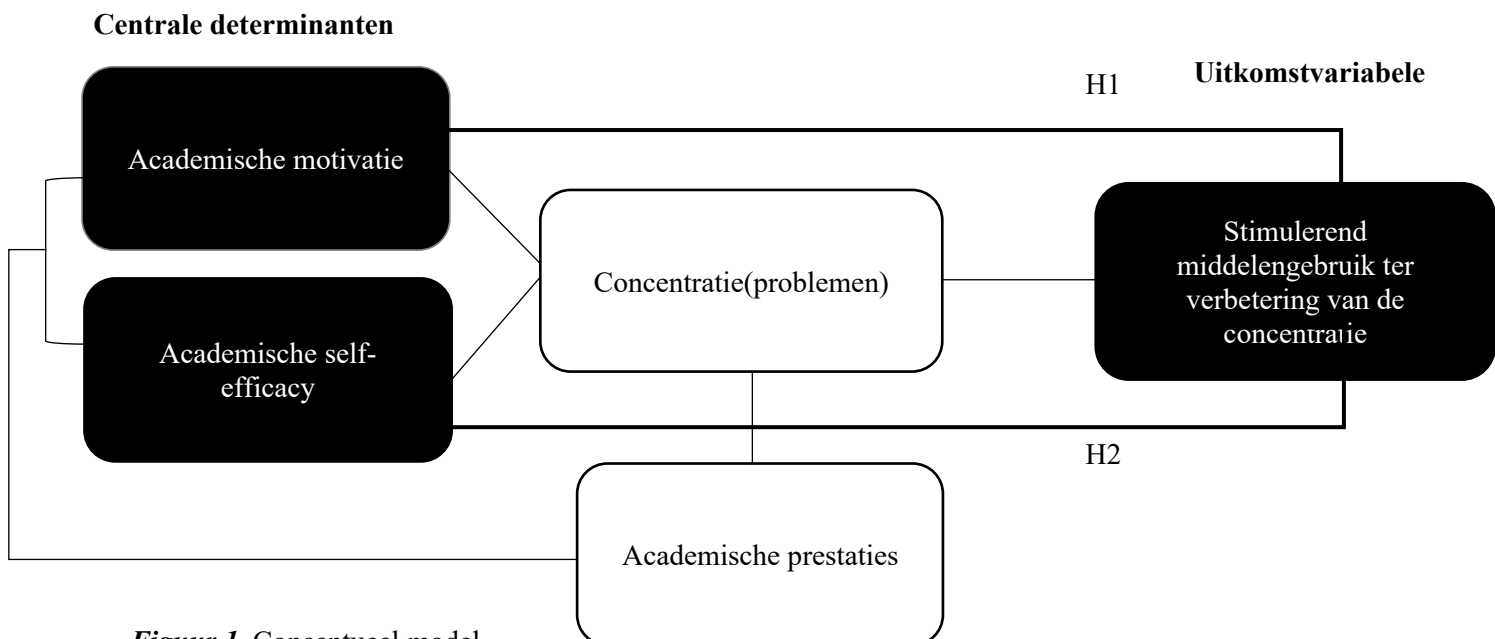 Centrale determinanten
H1
Uitkomstvariabele
Academische motivatie
Concentratie(problemen)
Stimulerend
middelengebruik ter
verbetering van de
concentratie
Academische self-
efficacy
H2
Academische prestaties
Figuur 1. Conceptueel model